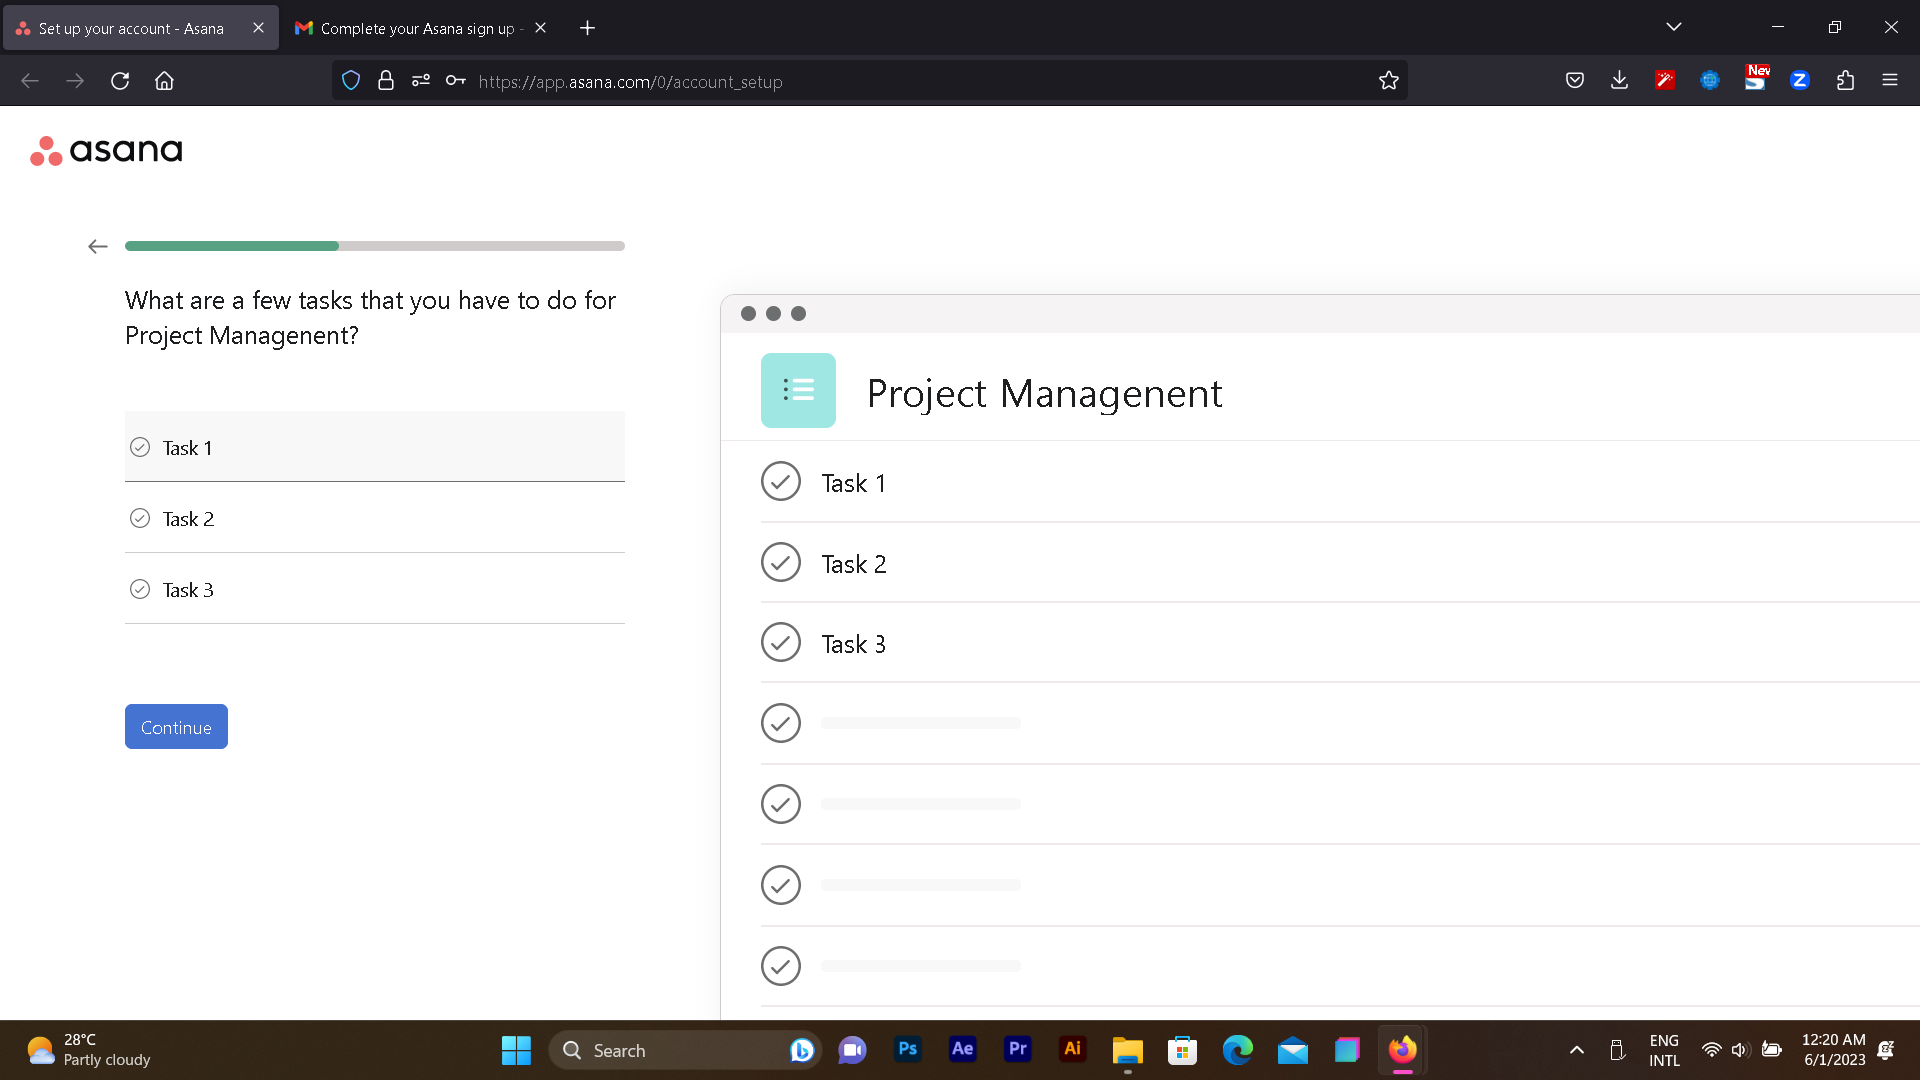 Set up your account - Asana
Complete your Asana sign up -
https://app.asana.com/0/account_setup
New
asana
What are a few tasks that you have to do for
Project Managenent?
Task 1
Task 2
Task 3
Continue
Project Managenent
Task 1
Task 2
Task 3
28°C
Partly cloudy
Search
Ps
Ae
Pr
Ai
ENG
INTL
12:20 AM
6/1/2023